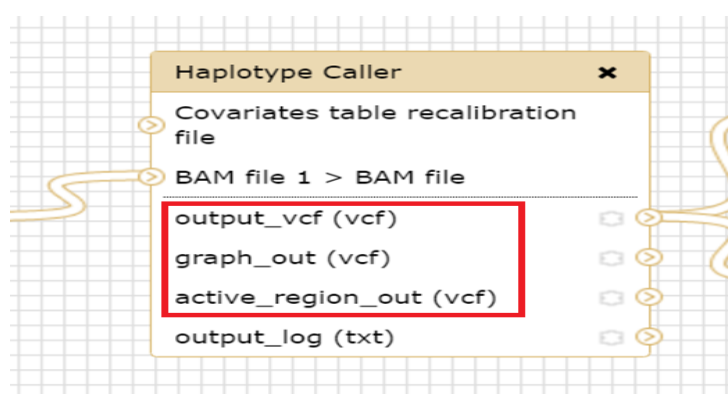 Haplotype Caller
Covariates table recalibration
file
BAM file 1 > BAM file
output_vcf (vcf)
graph_out (vcf)
active_region_out (vcf)
output_log (txt)